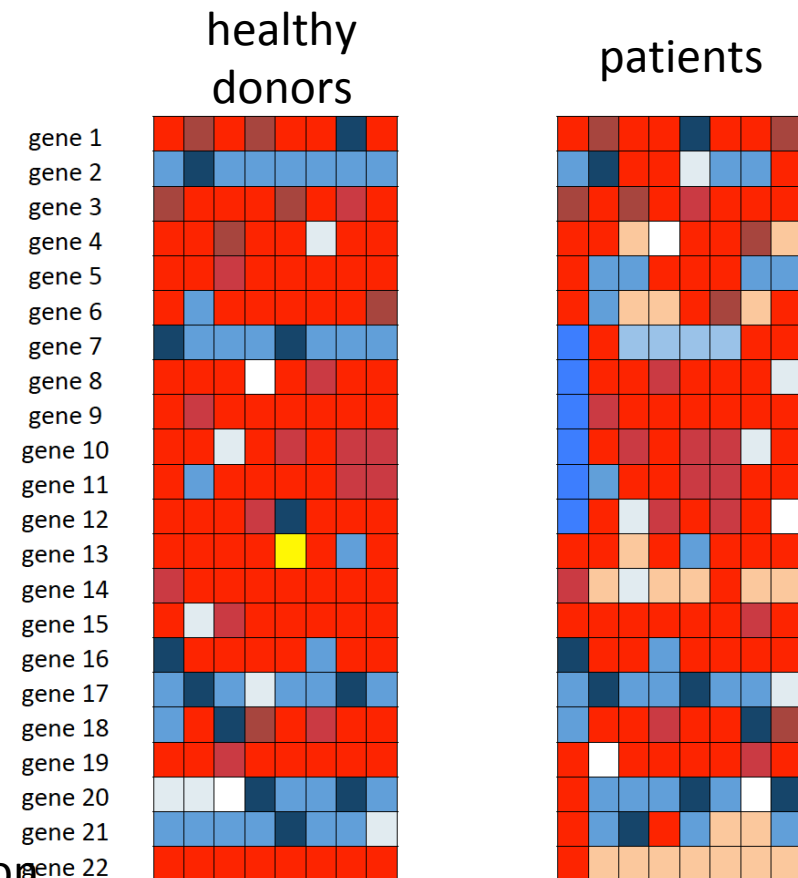 healthy
donors
patients
gene 1
gene 2
gene 3
gene 4
gene 5
gene 6
gene 7
gene 8
gene 9
gene 10
gene 11
gene 12
gene 13
gene 14
gene 15
gene 16
gene 17
gene 18
gene 19
gene 20
gene 21
gene 22